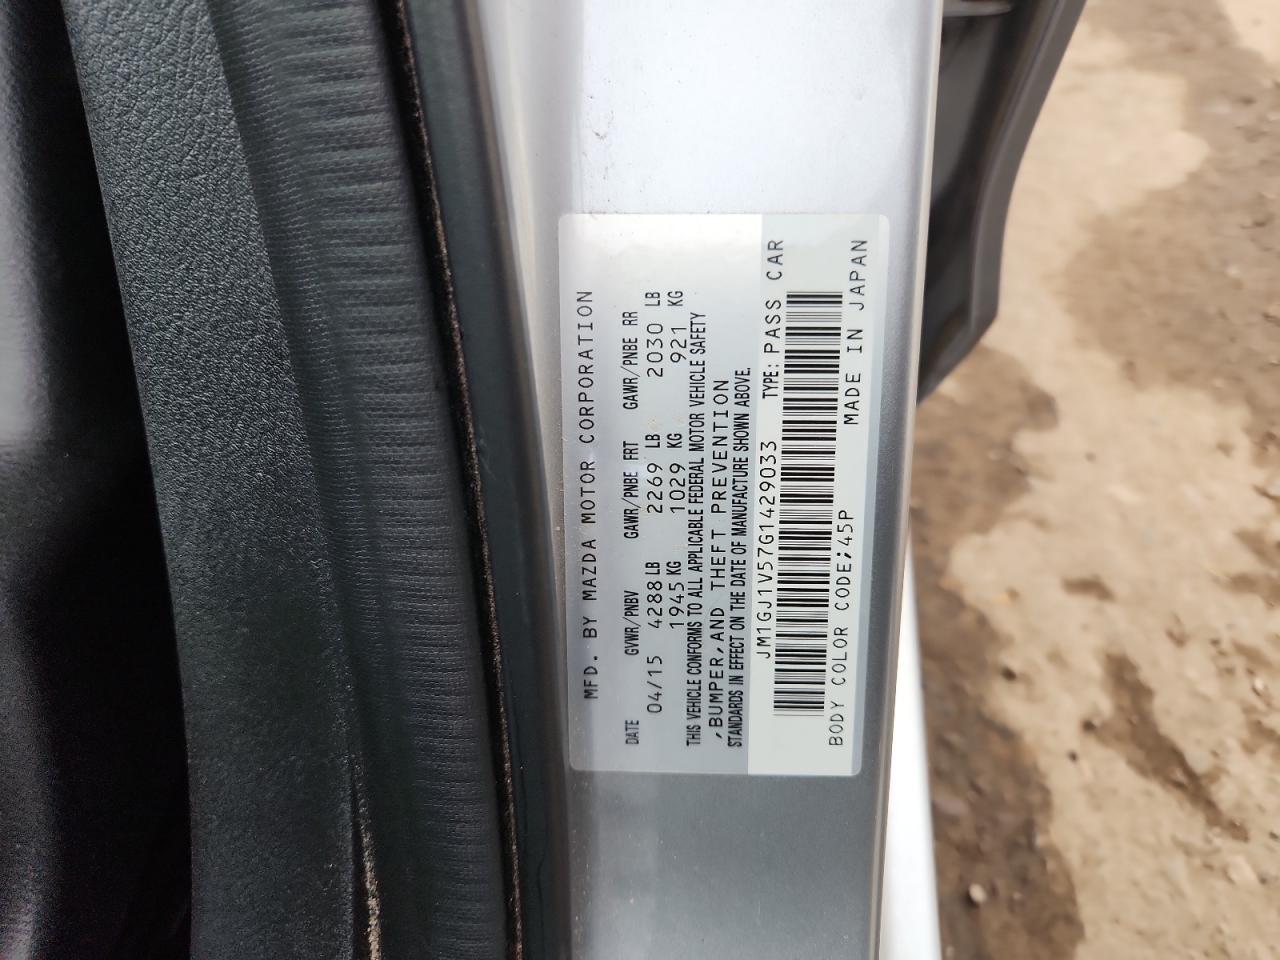 MFD. BY MAZDA MOTOR CORPORATION
DATE GVWR/PNBV GAWR/PNBE FRT GAWR/PNBE RR
04/15 4288 LB 2269 LB 2030 LB
1945 KG 1029 KG 921 KG
THIS VEHICLE CONFORMS TO ALL APPLICABLE FEDERAL MOTOR VEHICLE SAFETY
,BUMPER,AND THEFT PREVENTION
STANDARDS IN EFFECT ON THE DATE OF MANUFACTURE SHOWN ABOVE.
JM1GJ1V57G1429033 TYPE: PASS CAR
BODY COLOR CODE;45P MADE IN JAPAN